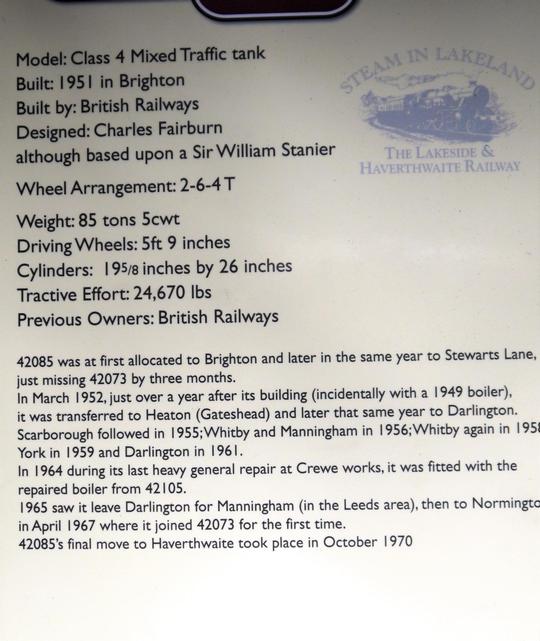 Model: Class 4 Mixed Traffic tank
Built: 1951 in Brighton
Built by: British Railways
Designed: Charles Fairburn
although based upon a Sir William Stanier
STEAM IN LAKELAND
THE LAKESIDE &
HAVERTHWAITE RAILWAY
Wheel Arrangement: 2-6-4 T
Weight: 85 tons 5cwt
Driving Wheels: 5ft 9 inches
Cylinders: 195/8 inches by 26 inches
Tractive Effort: 24,670 lbs
Previous Owners: British Railways
42085 was at first allocated to Brighton and later in the same year to Stewarts Lane,
just missing 42073 by three months.
In March 1952, just over a year after its building (incidentally with a 1949 boiler),
it was transferred to Heaton (Gateshead) and later that same year to Darlington.
Scarborough followed in 1955; Whitby and Manningham in 1956; Whitby again in 1958
York in 1959 and Darlington in 1961.
In 1964 during its last heavy general repair at Crewe works, it was fitted with the
repaired boiler from 42105.
1965 saw it leave Darlington for Manningham (in the Leeds area), then to Normingto
in April 1967 where it joined 42073 for the first time.
42085's final move to Haverthwaite took place in October 1970